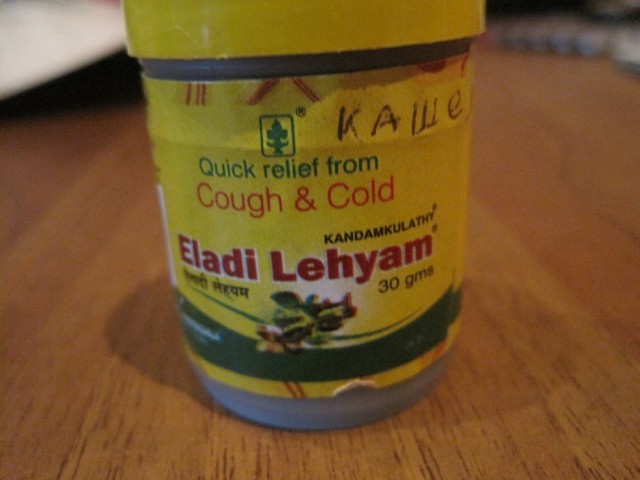 ®
КАШЕ
Quick relief from
Cough & Cold
KANDAMKULATHY®
Eladi Lehyam®
एलादी लेहयम
30 gms